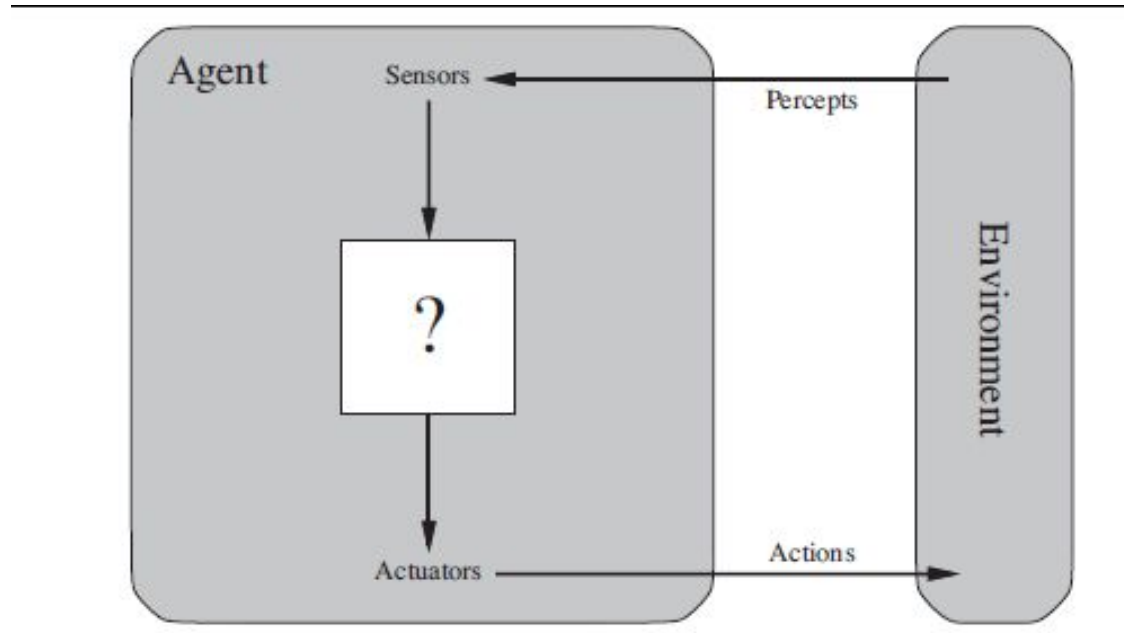 Agent
Sensors
Percepts
?
Environment
Actions
Actuators